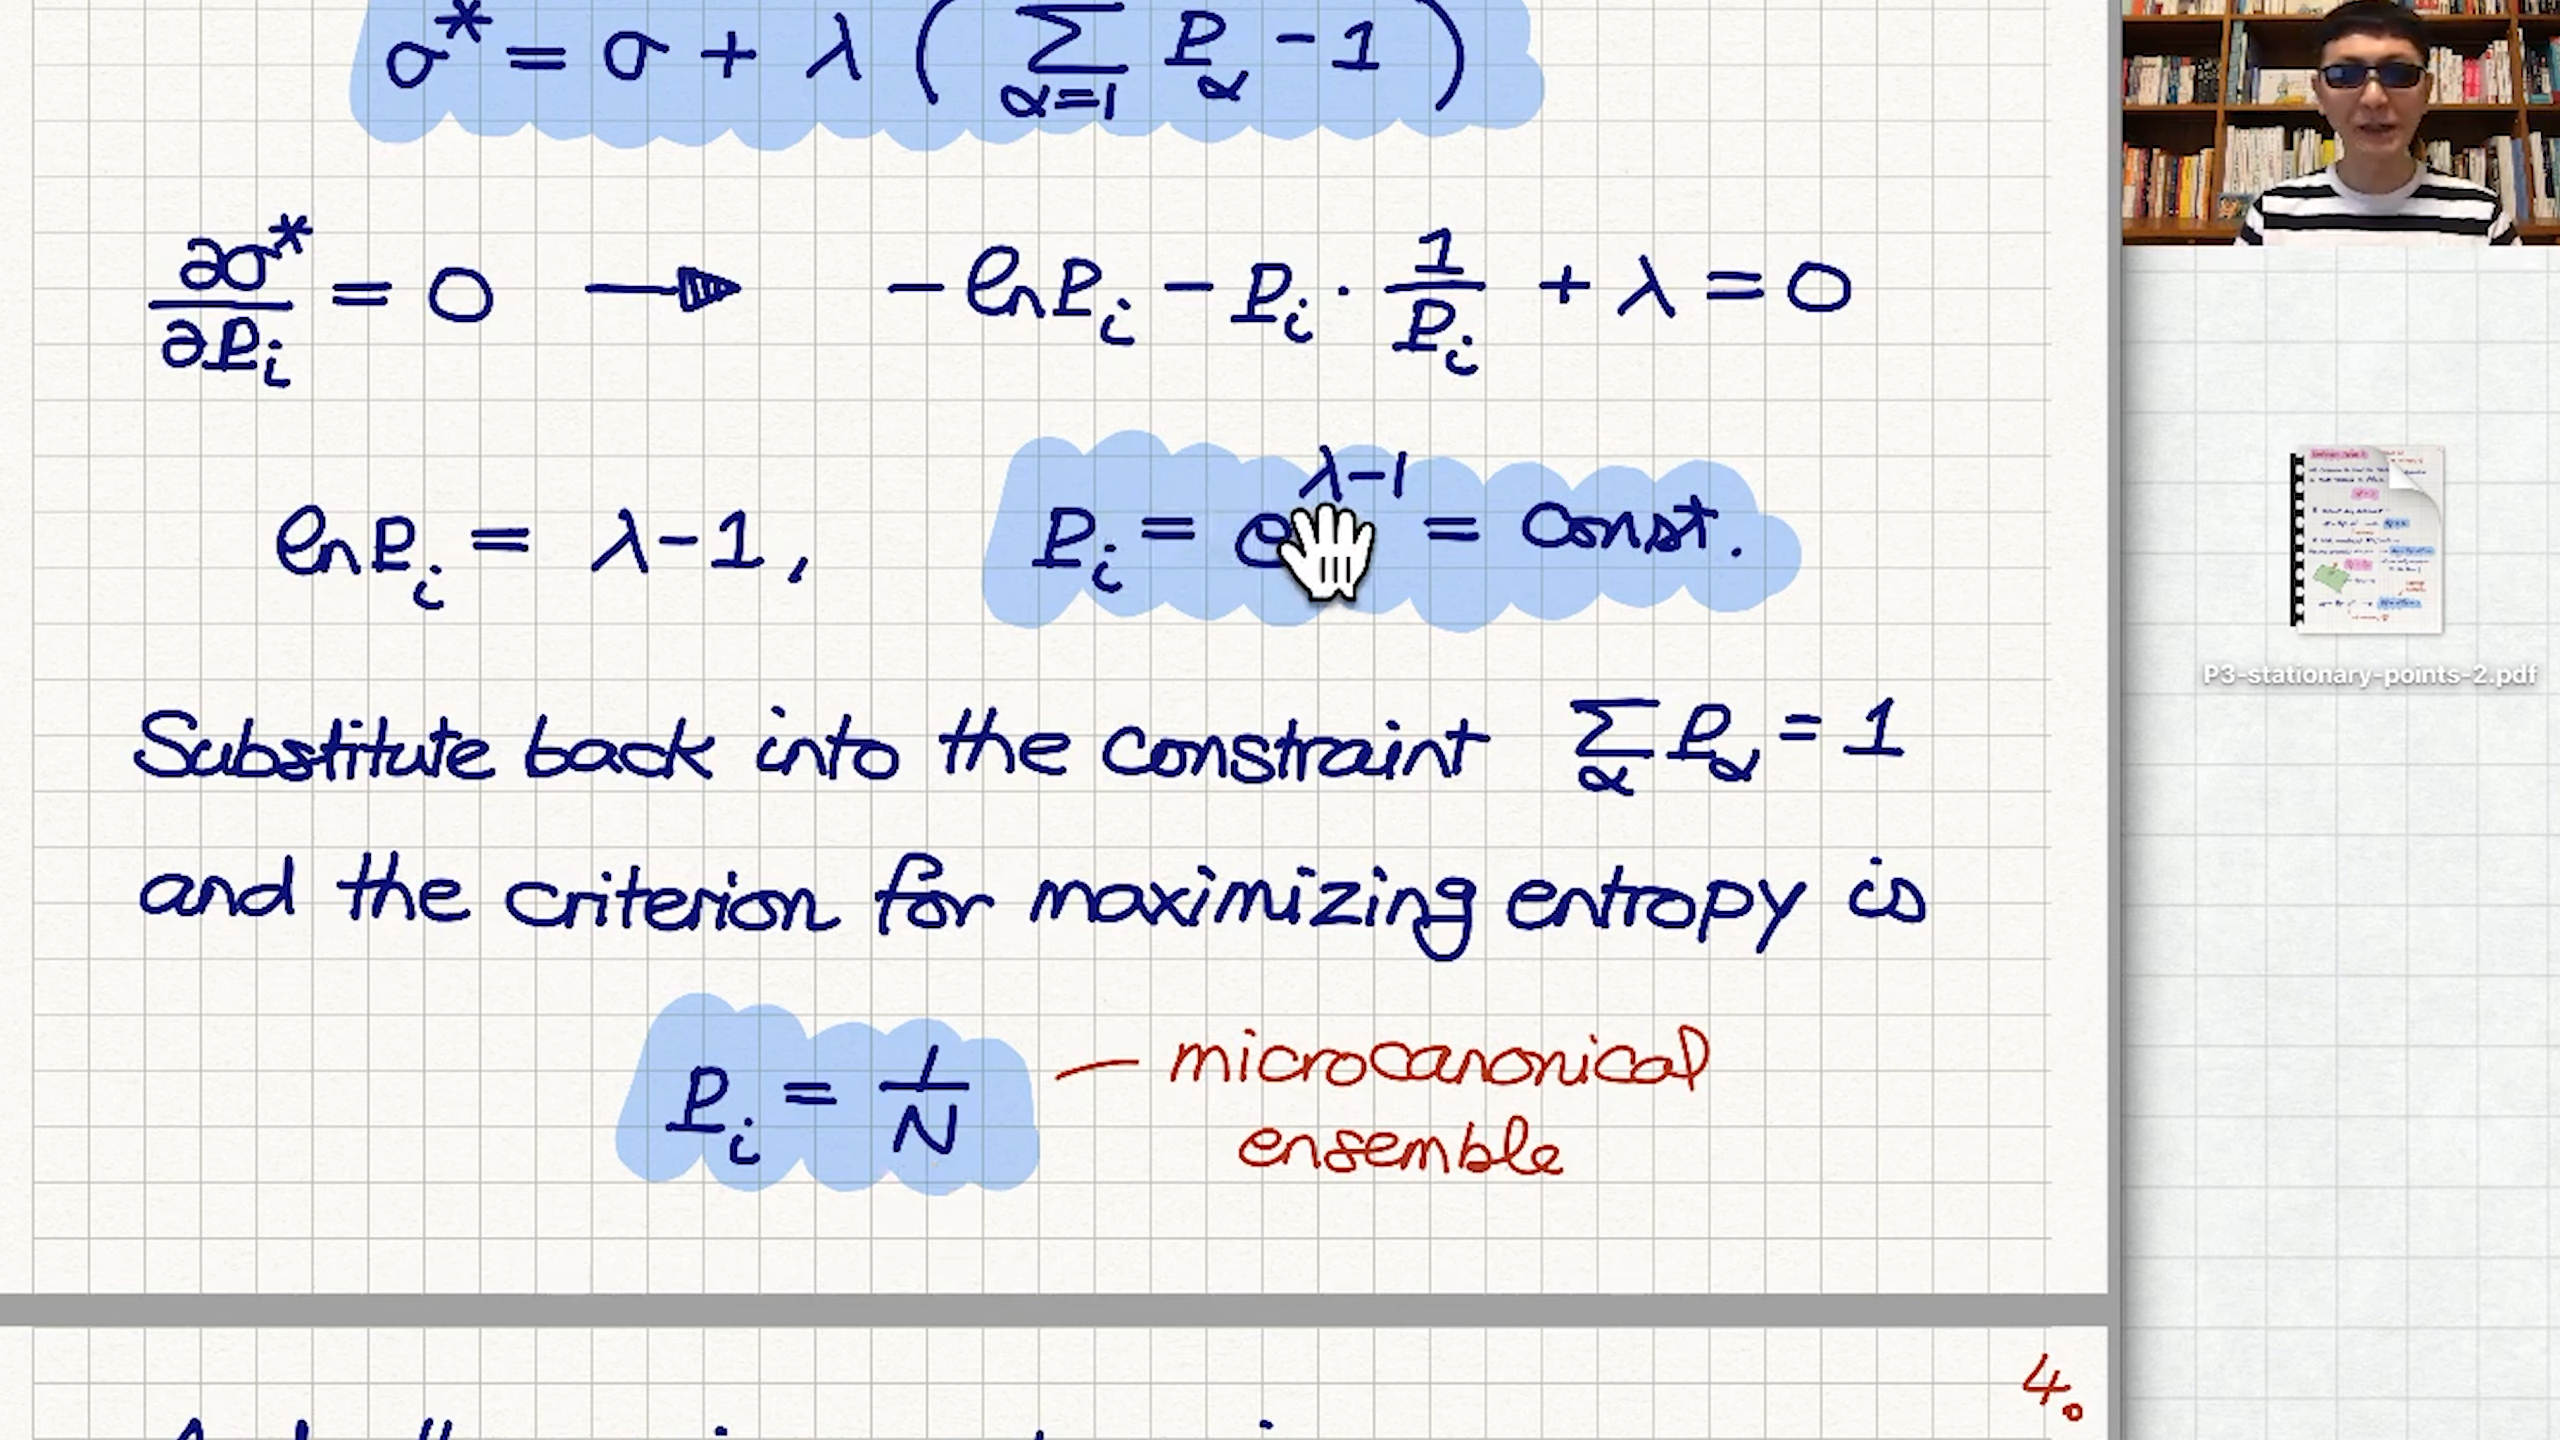 σ* = σ + λ ( Σ_{α=1} P_α - 1 )
∂σ*/∂P_i = 0 → - ln P_i - P_i · 1/P_i + λ = 0
ln P_i = λ-1, P_i = e^{λ-1} = const.
Substitute back into the constraint Σ_α P_α = 1
and the criterion for maximizing entropy is
P_i = 1/N — microcanonical
ensemble
4.
P3-stationary-points-2.pdf